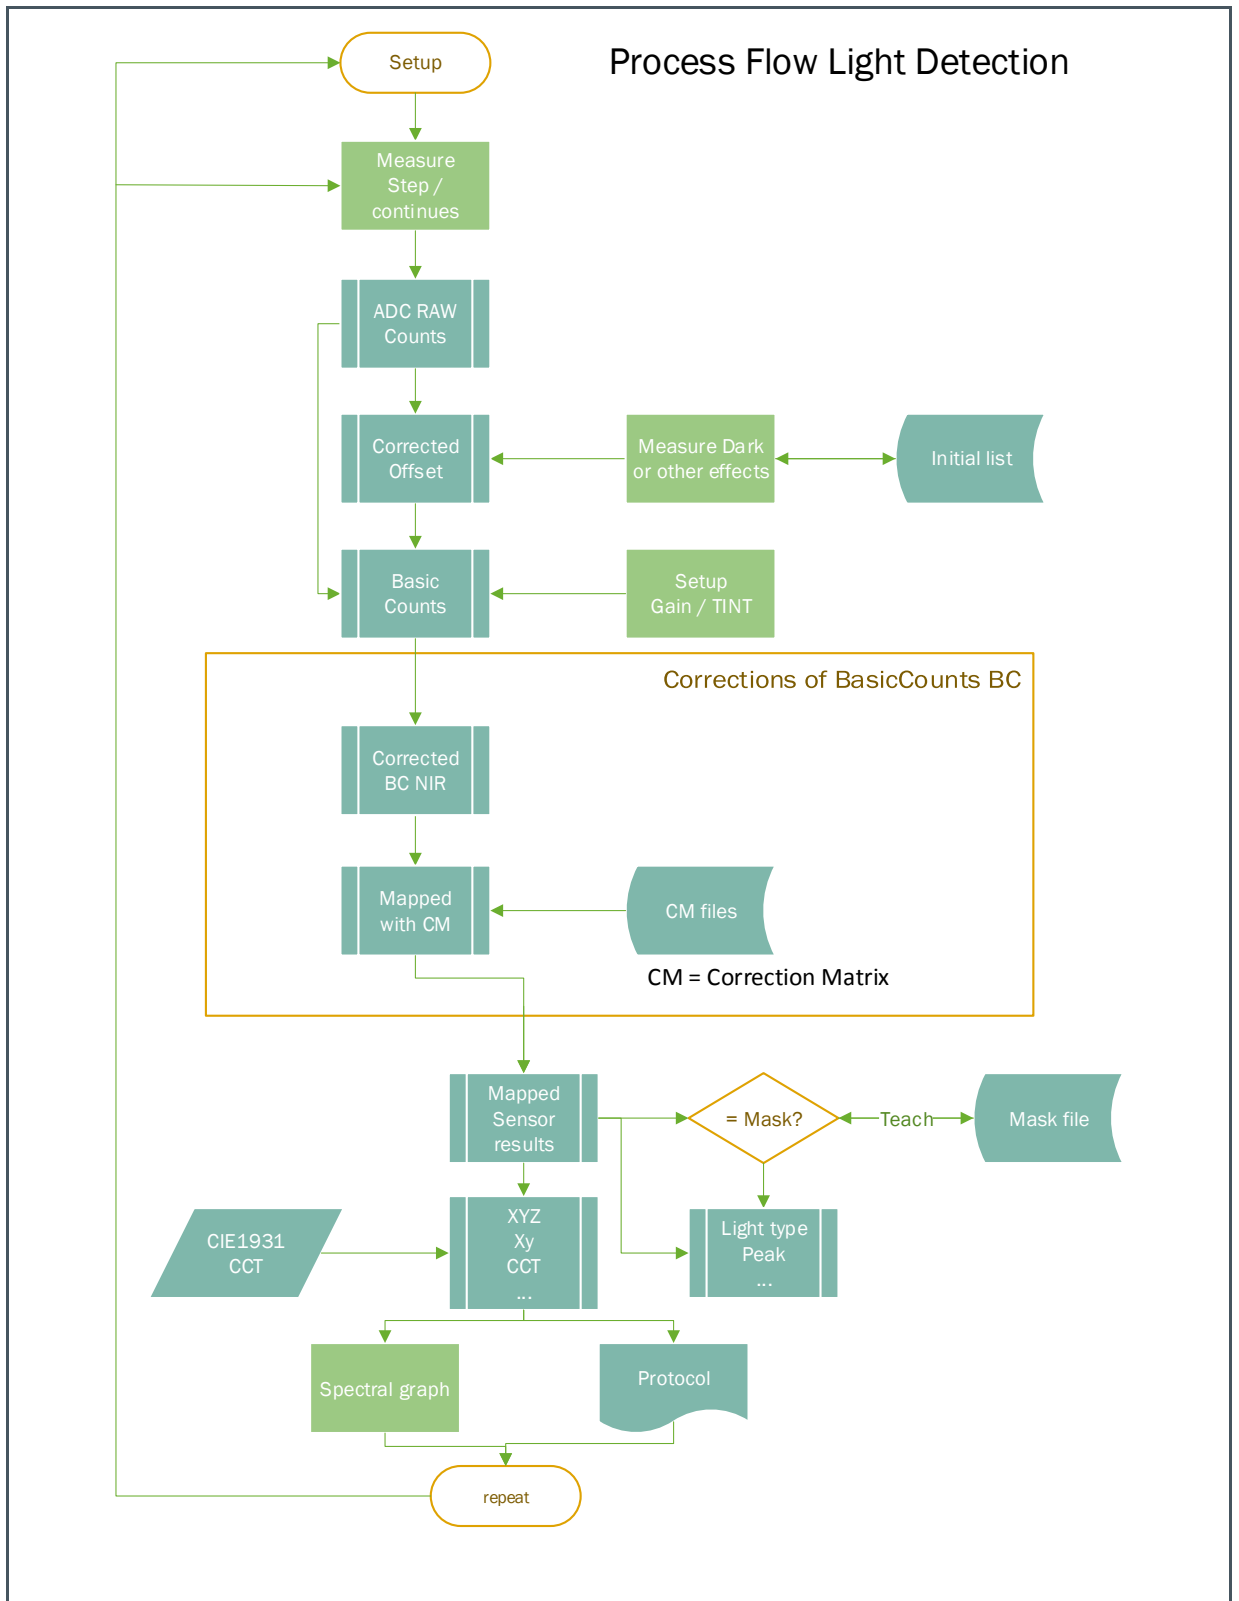 Process Flow Light Detection
Setup
Measure
Step /
continues
ADC RAW
Counts
Corrected
Offset
Measure Dark
or other effects
Initial list
Basic
Counts
Setup
Gain / TINT
Corrections of BasicCounts BC
Corrected
BC NIR
Mapped
with CM
CM files
CM = Correction Matrix
Mapped
Sensor
results
= Mask?
Teach
Mask file
CIE1931
CCT
XYZ
Xy
CCT
...
Light type
Peak
...
Spectral graph
Protocol
repeat